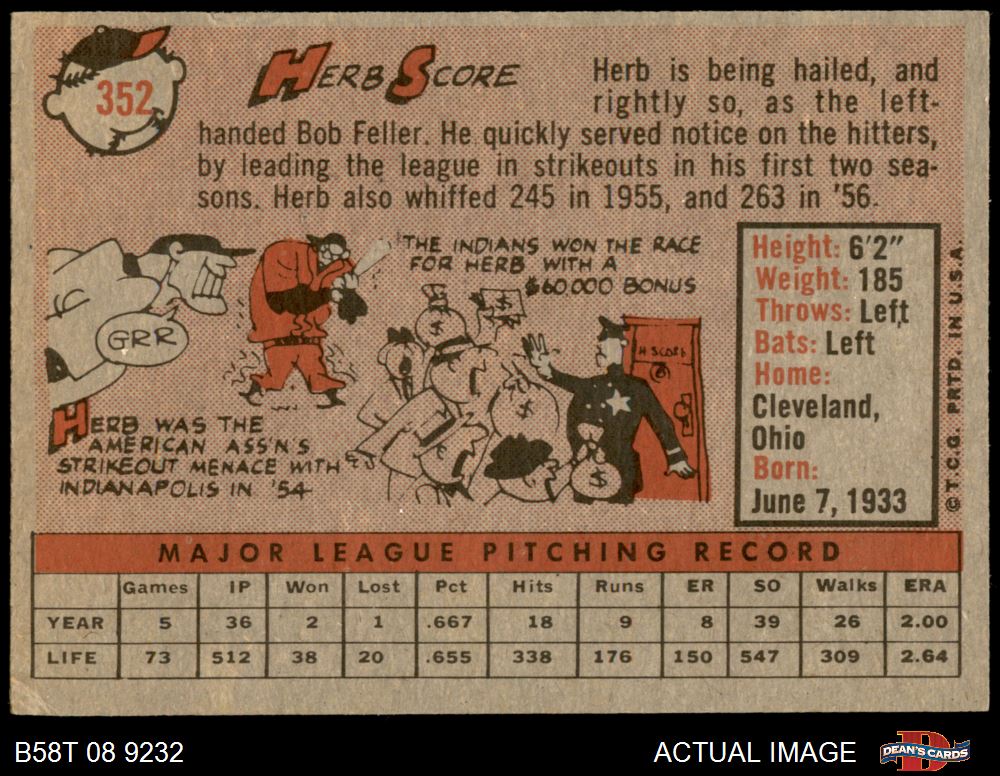 352
HERB SCORE
Herb is being hailed, and
rightly so, as the left-
handed Bob Feller. He quickly served notice on the hitters,
by leading the league in strikeouts in his first two sea-
sons. Herb also whiffed 245 in 1955, and 263 in '56.
GRR
HERB WAS THE
AMERICAN ASS'N'S
STRIKEOUT MENACE WITH
INDIANAPOLIS IN '54
THE INDIANS WON THE RACE
FOR HERB WITH A
$60,000 BONUS
$
$
$
$
$
$
H SCORE
Height: 6'2"
Weight: 185
Throws: Left
Bats: Left
Home:
Cleveland,
Ohio
Born:
June 7, 1933
© T.C.G. PRTD. IN U.S.A.
MAJOR LEAGUE PITCHING RECORD
Games IP Won Lost Pct Hits Runs ER SO Walks ERA
YEAR 5 36 2 1 .667 18 9 8 39 26 2.00
LIFE 73 512 38 20 .655 338 176 150 547 309 2.64
B58T 08 9232
ACTUAL IMAGE
D
DEAN'S CARDS